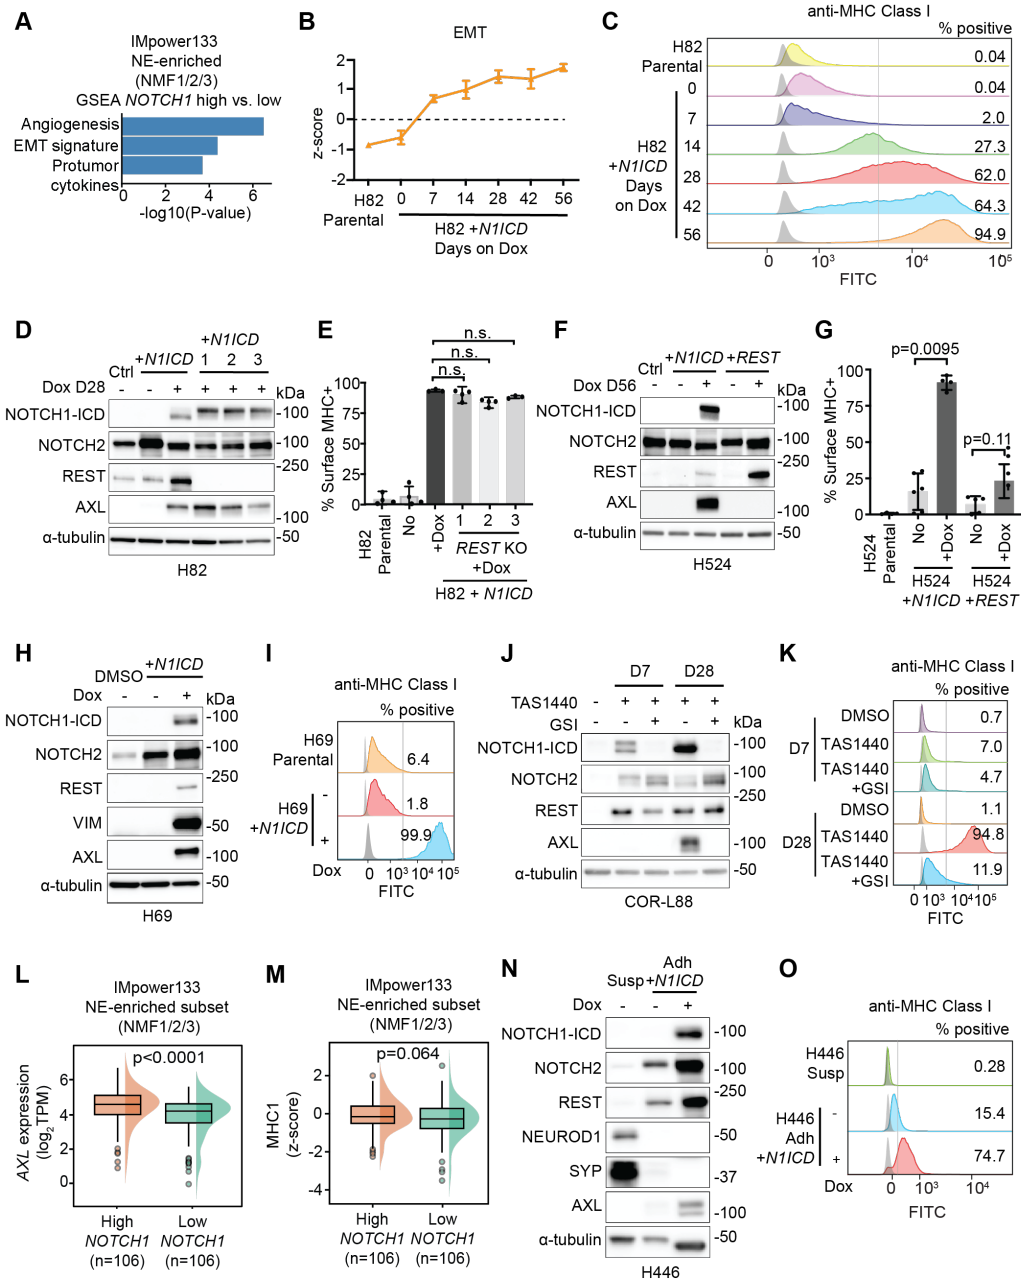 A
IMpower133
NE-enriched
(NMF1/2/3)
GSEA NOTCH1 high vs. low
Angiogenesis
EMT signature
Protumor
cytokines
0 2 4 6
-log10(P-value)
B
EMT
z-score
2
1
0
-1
-2
H82
Parental
0 7 14 28 42 56
H82 +N1ICD
Days on Dox
C
anti-MHC Class I
% positive
H82
Parental
0.04
0 0.04
7 2.0
14 27.3
28 62.0
42 64.3
56 94.9
H82
+N1ICD
Days
on Dox
0 10³ 10⁴ 10⁵
FITC
D
+N1ICD
Ctrl +N1ICD 1 2 3
Dox D28 - - + + + + kDa
NOTCH1-ICD -100
NOTCH2 -100
-250
REST
AXL
-100
α-tubulin -50
H82
E
n.s.
n.s.
n.s.
% Surface MHC+
100
75
50
25
0
H82
Parental
No
+Dox
1 2 3
REST KO
+Dox
H82 + N1ICD
F
Ctrl +N1ICD +REST
Dox D56 - - + - + kDa
NOTCH1-ICD -100
NOTCH2 -100
-250
REST
AXL
-100
α-tubulin -50
H524
G
p=0.0095
p=0.11
% Surface MHC+
100
75
50
25
0
H524
Parental
No
+Dox
No
+Dox
H524 H524
+N1ICD +REST
H
+N1ICD
DMSO
Dox - - + kDa
NOTCH1-ICD -100
NOTCH2 -100
-250
REST
VIM -50
AXL -100
α-tubulin -50
H69
I
anti-MHC Class I
% positive
H69
Parental
6.4
- 1.8
H69
+N1ICD
+ 99.9
Dox
0 10³ 10⁴ 10⁵
FITC
J
D7 D28
TAS1440 - + + + +
GSI - + - + kDa
NOTCH1-ICD -100
NOTCH2 -100
-250
REST
AXL -100
α-tubulin -50
COR-L88
K
anti-MHC Class I
% positive
D7
DMSO 0.7
TAS1440 7.0
TAS1440
+GSI
4.7
D28
DMSO 1.1
TAS1440 94.8
TAS1440
+GSI
11.9
0 10³ 10⁴ 10⁵
FITC
L
IMpower133
NE-enriched subset
(NMF1/2/3)
p<0.0001
AXL expression
(log₂TPM)
6
4
2
0
High
NOTCH1
(n=106)
Low
NOTCH1
(n=106)
M
IMpower133
NE-enriched subset
(NMF1/2/3)
p=0.064
MHC1
(z-score)
2
0
-2
-4
High
NOTCH1
(n=106)
Low
NOTCH1
(n=106)
N
Adh
Susp +N1ICD
Dox - - +
NOTCH1-ICD -100
NOTCH2 -100
-250
REST
NEUROD1 -50
SYP -37
AXL
-100
α-tubulin -50
H446
O
anti-MHC Class I
% positive
H446
Susp
0.28
- 15.4
H446
Adh
+N1ICD
+ 74.7
Dox
0 10³ 10⁴
FITC